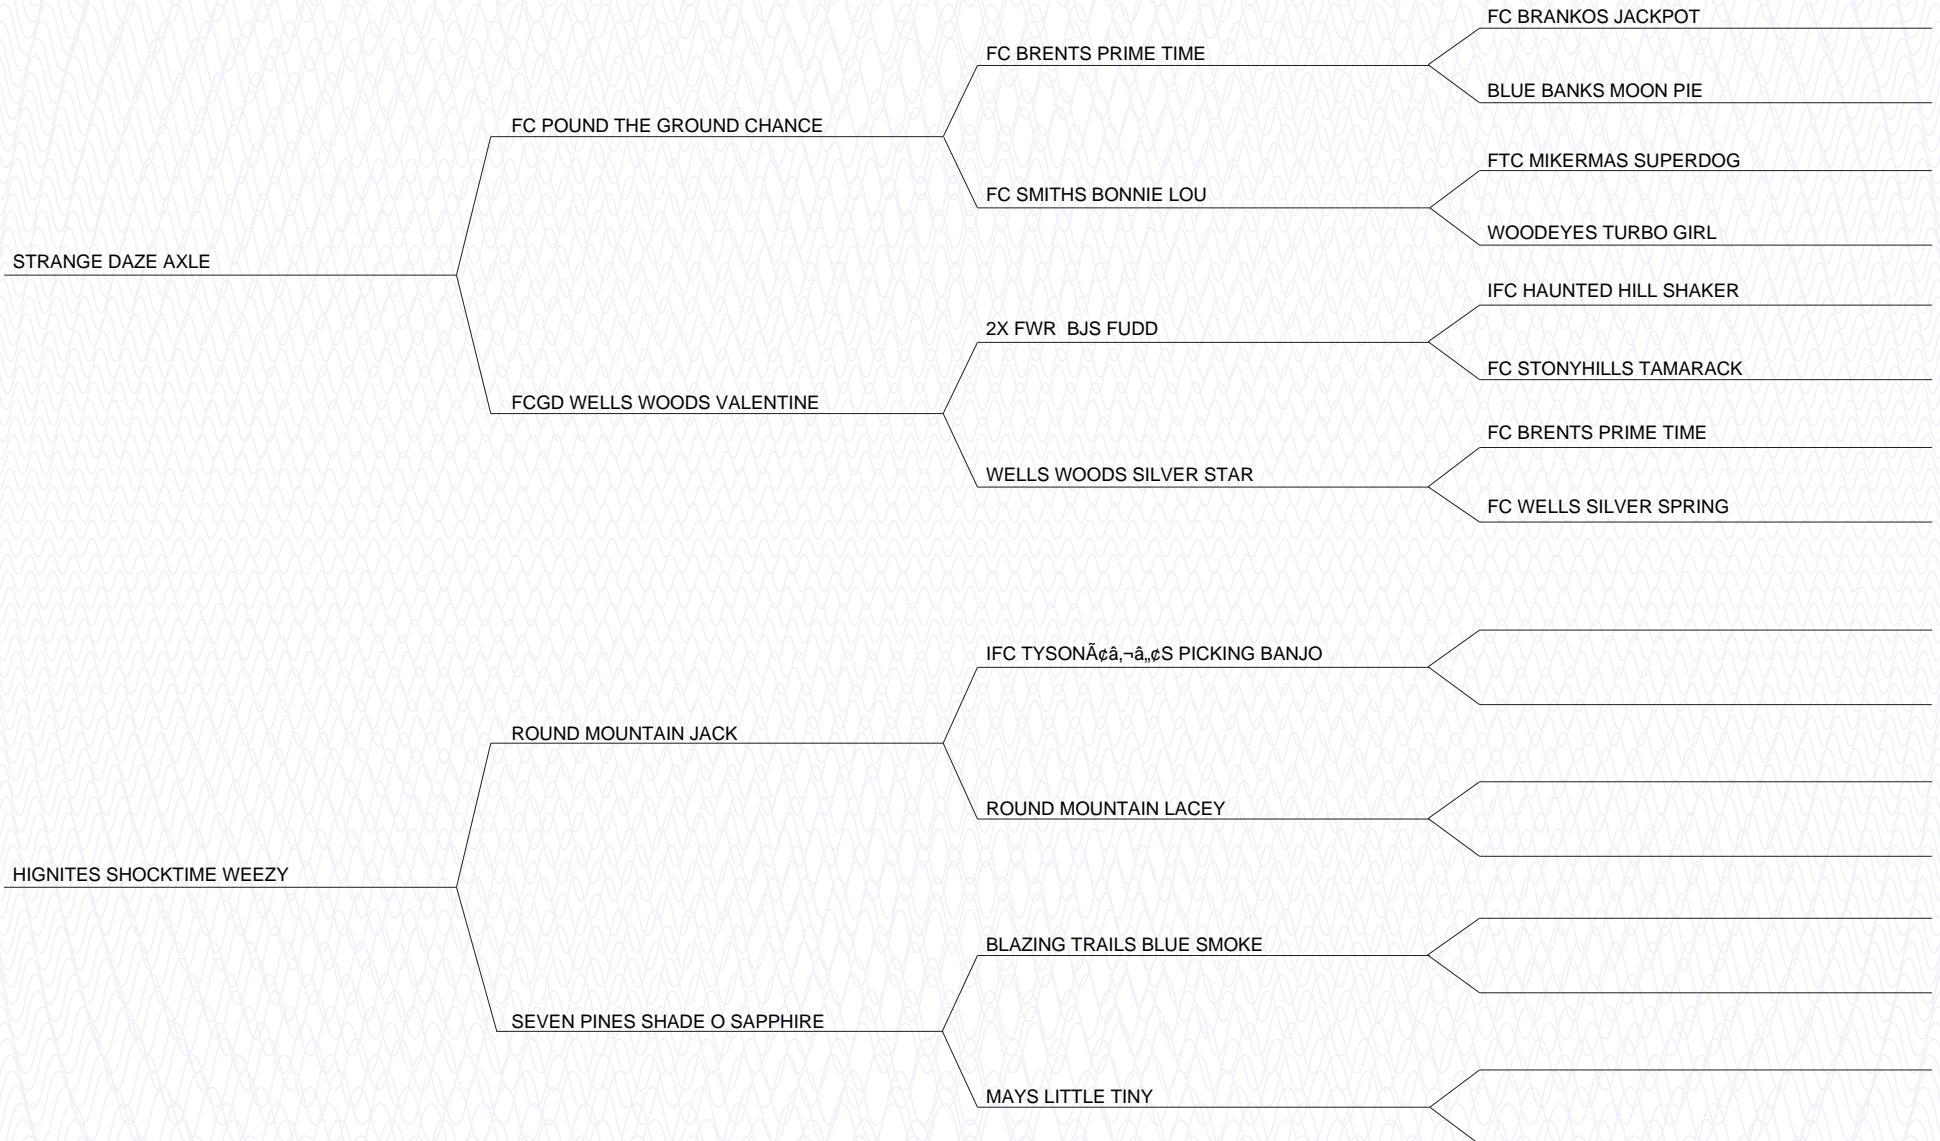 FC BRANKOS JACKPOT
FC BRENTS PRIME TIME
BLUE BANKS MOON PIE
FC POUND THE GROUND CHANCE
FTC MIKERMAS SUPERDOG
FC SMITHS BONNIE LOU
WOODEYES TURBO GIRL
STRANGE DAZE AXLE
IFC HAUNTED HILL SHAKER
2X FWR  BJS FUDD
FC STONYHILLS TAMARACK
FCGD WELLS WOODS VALENTINE
FC BRENTS PRIME TIME
WELLS WOODS SILVER STAR
FC WELLS SILVER SPRING
IFC TYSONÃ¢â‚¬â„¢S PICKING BANJO
ROUND MOUNTAIN JACK
ROUND MOUNTAIN LACEY
HIGNITES SHOCKTIME WEEZY
BLAZING TRAILS BLUE SMOKE
SEVEN PINES SHADE O SAPPHIRE
MAYS LITTLE TINY